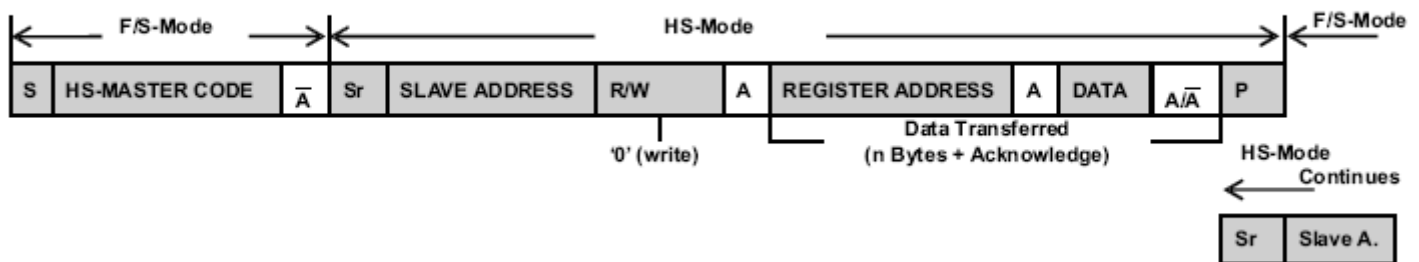 F/S-Mode HS-Mode F/S-Mode
S HS-MASTER CODE A̅ Sr SLAVE ADDRESS R/W A REGISTER ADDRESS A DATA A/A̅ P
Data Transferred
'0' (write) (n Bytes + Acknowledge)
HS-Mode
Continues
Sr Slave A.